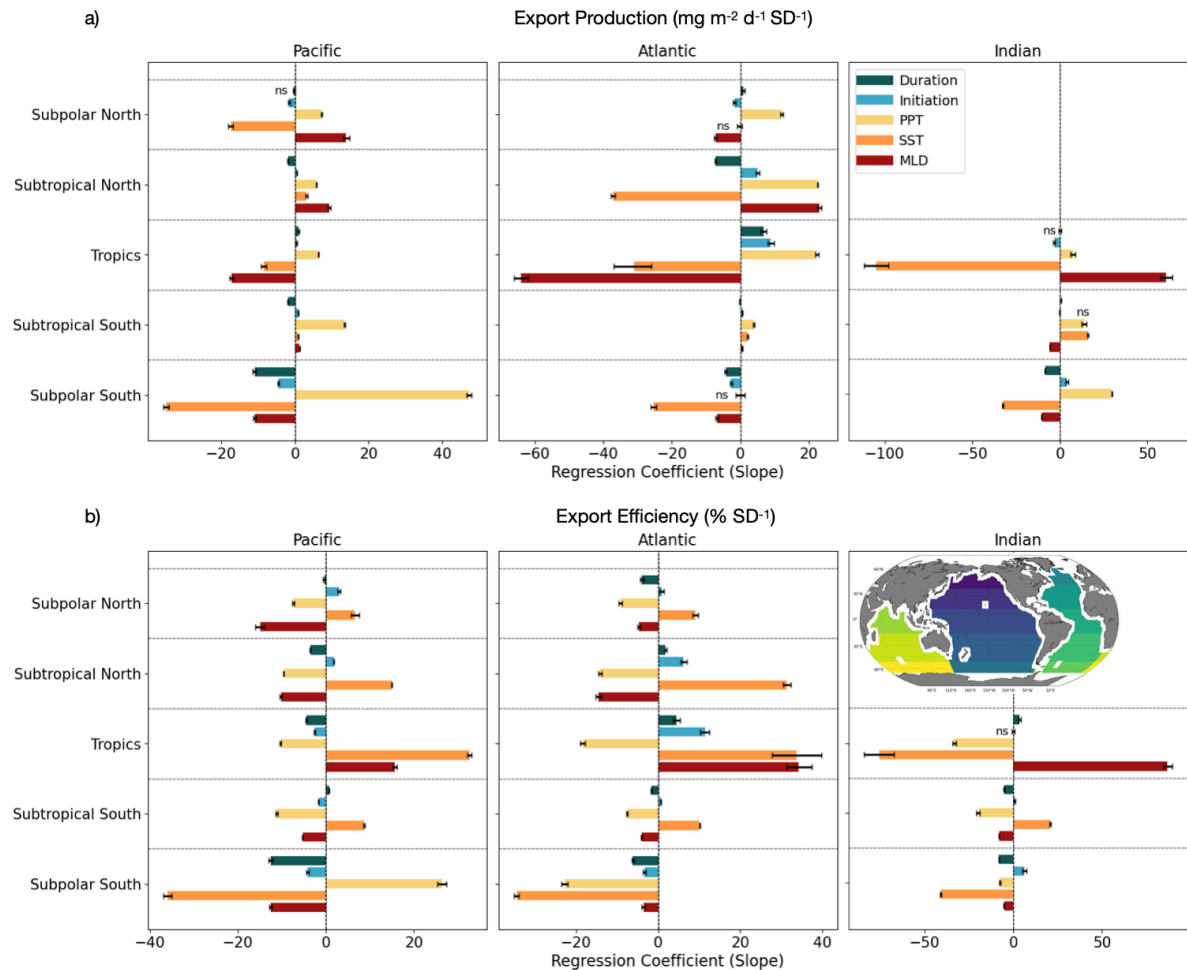 a)
Export Production (mg m⁻² d⁻¹ SD⁻¹)
Pacific
Atlantic
Indian
Subpolar North
Subtropical North
Tropics
Subtropical South
Subpolar South
ns
ns
ns
ns
ns
Duration
Initiation
PPT
SST
MLD
−20 0 20 40
−60 −40 −20 0 20
−100 −50 0 50
Regression Coefficient (Slope)
b)
Export Efficiency (% SD⁻¹)
Pacific
Atlantic
Indian
Subpolar North
Subtropical North
Tropics
Subtropical South
Subpolar South
ns
−40 −20 0 20
−20 0 20 40
−50 0 50
Regression Coefficient (Slope)